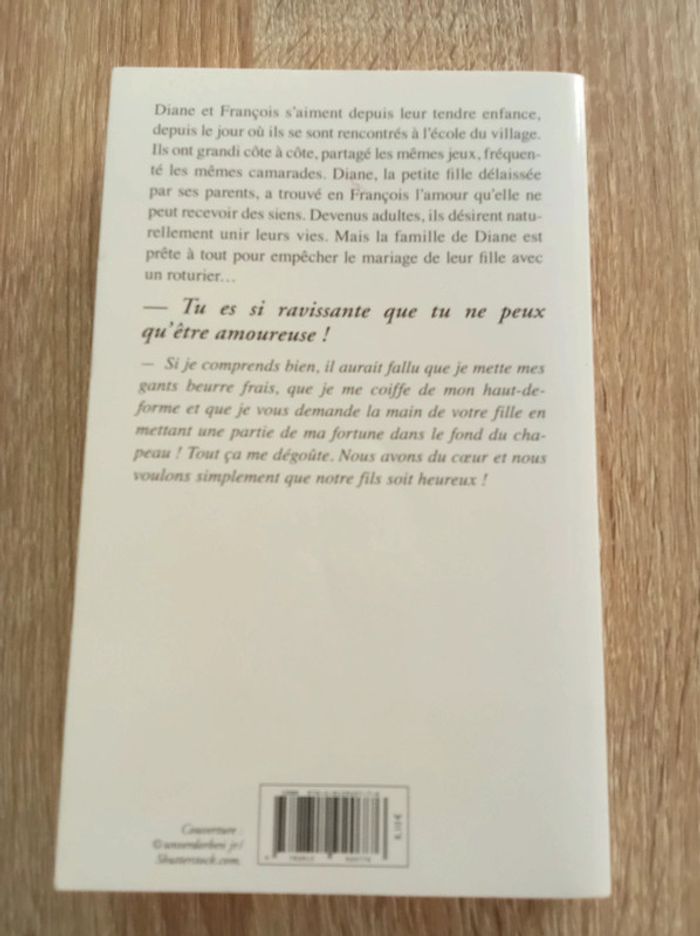 Diane et François s'aiment depuis leur tendre enfance,
depuis le jour où ils se sont rencontrés à l'école du village.
Ils ont grandi côte à côte, partagé les mêmes jeux, fréquen-
té les mêmes camarades. Diane, la petite fille délaissée
par ses parents, a trouvé en François l'amour qu'elle ne
peut recevoir des siens. Devenus adultes, ils désirent natu-
rellement unir leurs vies. Mais la famille de Diane est
prête à tout pour empêcher le mariage de leur fille avec
un roturier…
— Tu es si ravissante que tu ne peux
qu'être amoureuse !
— Si je comprends bien, il aurait fallu que je mette mes
gants beurre frais, que je me coiffe de mon haut-de-
forme et que je vous demande la main de votre fille en
mettant une partie de ma fortune dans le fond du cha-
peau ! Tout ça me dégoûte. Nous avons du cœur et nous
voulons simplement que notre fils soit heureux !
Couverture :
Shutterstock.com.